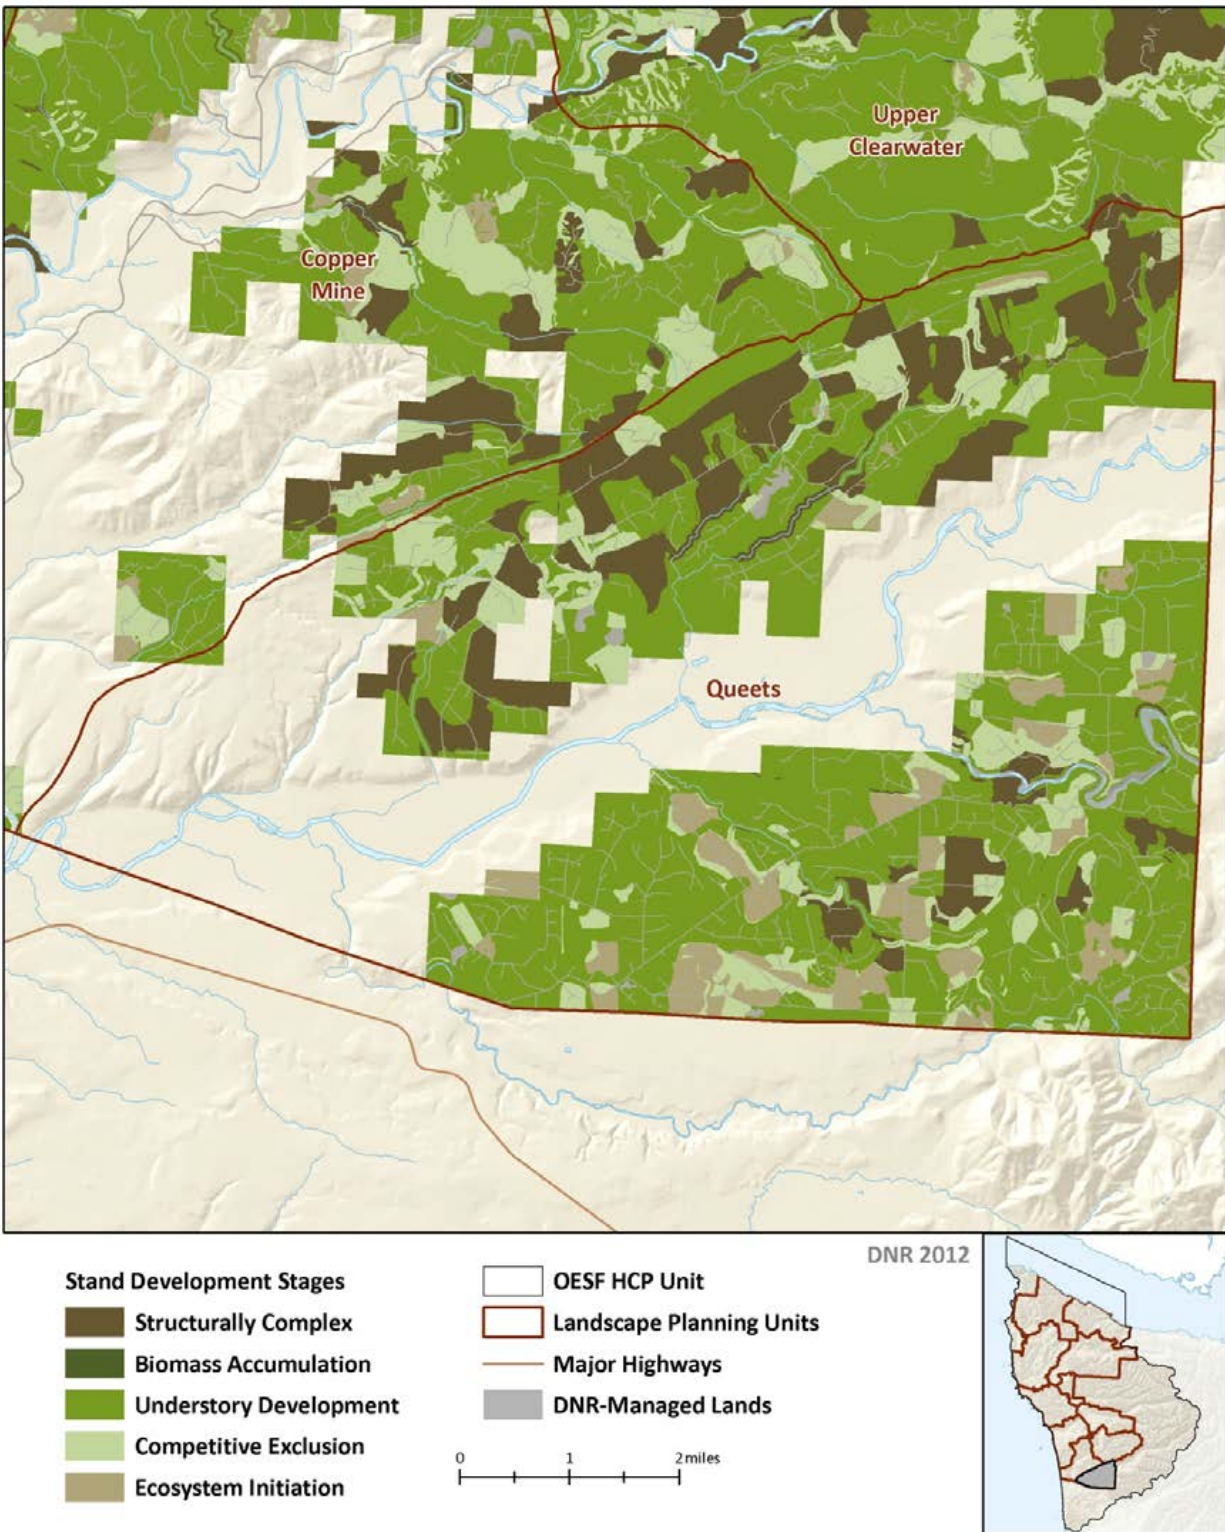 Upper
Clearwater
Copper
Mine
Queets
DNR 2012
Stand Development Stages
Structurally Complex
Biomass Accumulation
Understory Development
Competitive Exclusion
Ecosystem Initiation
OESF HCP Unit
Landscape Planning Units
Major Highways
DNR-Managed Lands
0 1 2 miles